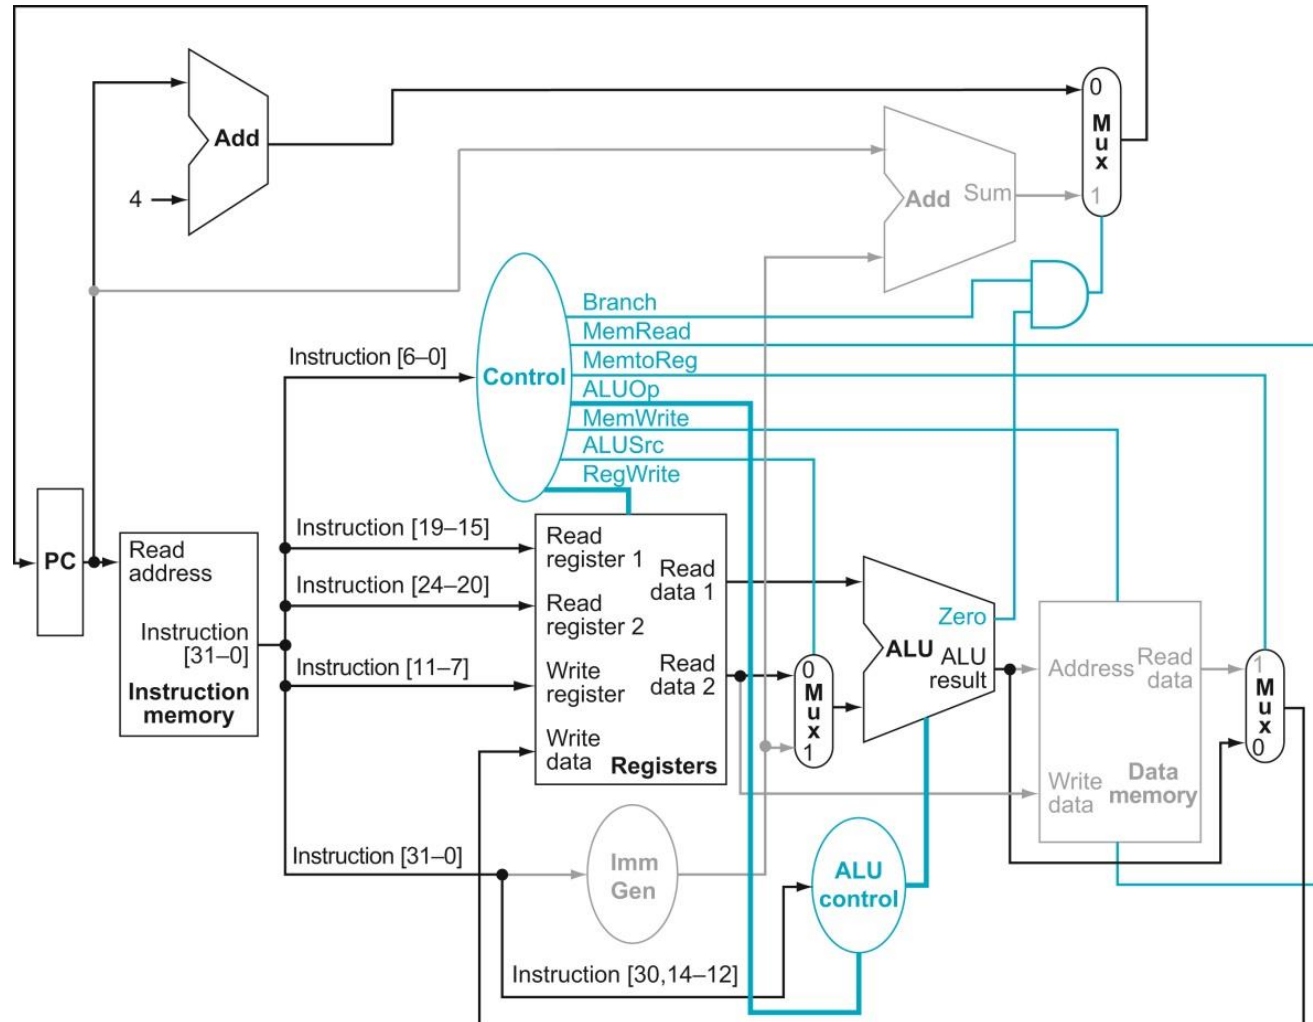 0
Mux
1
Add
4
Add
Sum
Branch
MemRead
MemtoReg
ALUOp
MemWrite
ALUSrc
RegWrite
Control
Instruction [6–0]
PC
Read
address
Instruction
[31–0]
Instruction
memory
Instruction [19–15]
Instruction [24–20]
Instruction [11–7]
Instruction [31–0]
Read
register 1
Read
register 2
Write
register
Write
data
Read
data 1
Read
data 2
Registers
0
Mux
1
Zero
ALU
ALU
result
Address
Read
data
Write
data
Data
memory
1
Mux
0
Imm
Gen
ALU
control
Instruction [30,14–12]